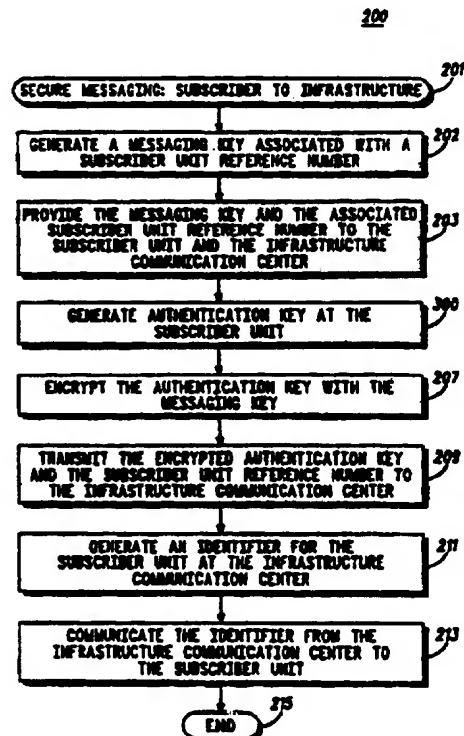 200
SECURE MESSAGING: SUBSCRIBER TO INFRASTRUCTURE
201
GENERATE A MESSAGING KEY ASSOCIATED WITH A
SUBSCRIBER UNIT REFERENCE NUMBER
202
PROVIDE THE MESSAGING KEY AND THE ASSOCIATED
SUBSCRIBER UNIT REFERENCE NUMBER TO THE
SUBSCRIBER UNIT AND THE INFRASTRUCTURE
COMMUNICATION CENTER
203
GENERATE AUTHENTICATION KEY AT THE
SUBSCRIBER UNIT
300
ENCRYPT THE AUTHENTICATION KEY WITH THE
MESSAGING KEY
207
TRANSMIT THE ENCRYPTED AUTHENTICATION KEY
AND THE SUBSCRIBER UNIT REFERENCE NUMBER TO
THE INFRASTRUCTURE COMMUNICATION CENTER
209
GENERATE AN IDENTIFIER FOR THE
SUBSCRIBER UNIT AT THE INFRASTRUCTURE
COMMUNICATION CENTER
211
COMMUNICATE THE IDENTIFIER FROM THE
INFRASTRUCTURE COMMUNICATION CENTER TO
THE SUBSCRIBER UNIT
213
END
215